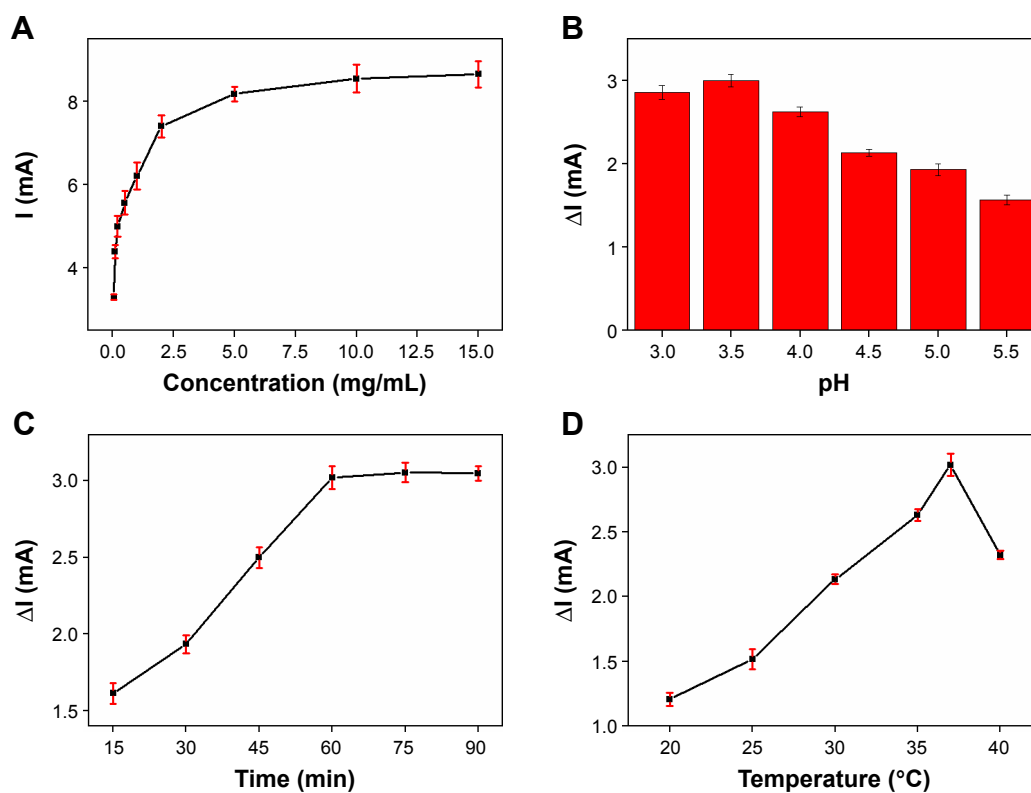 A
I (mA)
8
6
4
0.0 2.5 5.0 7.5 10.0 12.5 15.0
Concentration (mg/mL)
B
ΔI (mA)
3
2
1
0
3.0 3.5 4.0 4.5 5.0 5.5
pH
C
ΔI (mA)
3.0
2.5
2.0
1.5
15 30 45 60 75 90
Time (min)
D
ΔI (mA)
3.0
2.5
2.0
1.5
1.0
20 25 30 35 40
Temperature (°C)